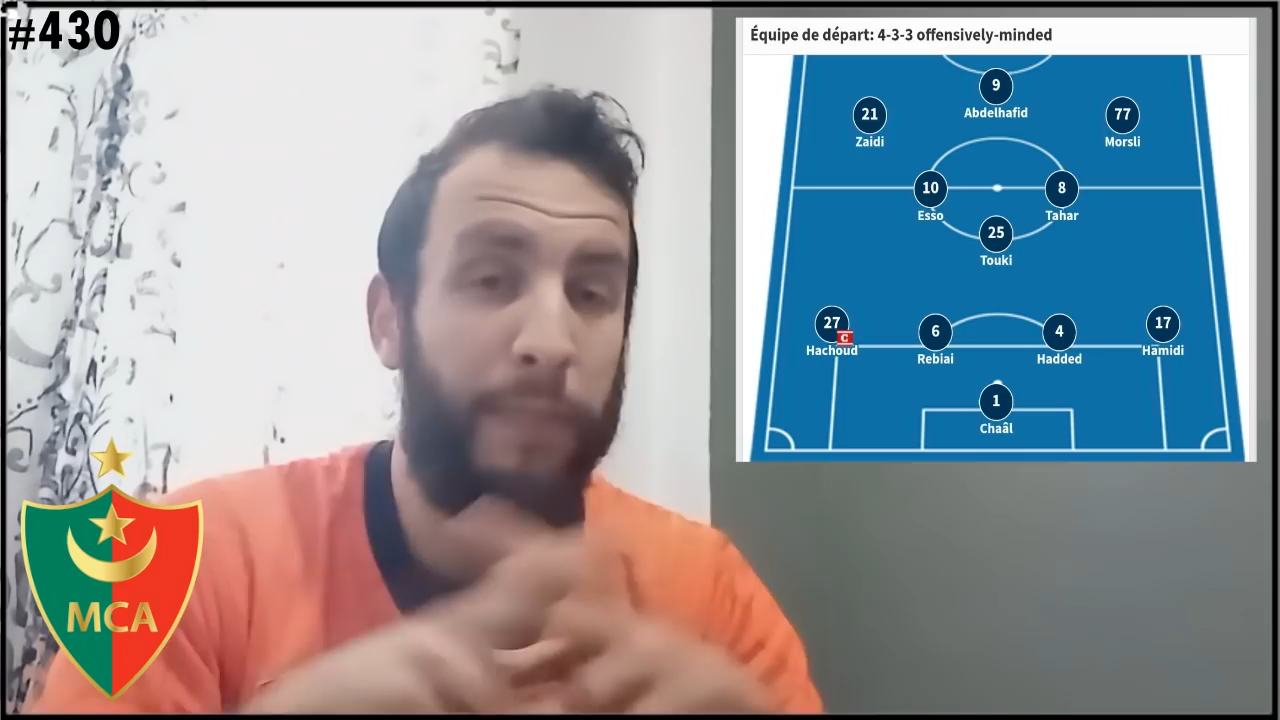 #430
Équipe de départ: 4-3-3 offensively-minded
9
Abdelhafid
21
Zaidi
77
Morsli
10
Esso
8
Tahar
25
Touki
27
C
Hachoud
6
Rebiai
4
Hadded
17
Hamidi
1
Chaâl
MCA